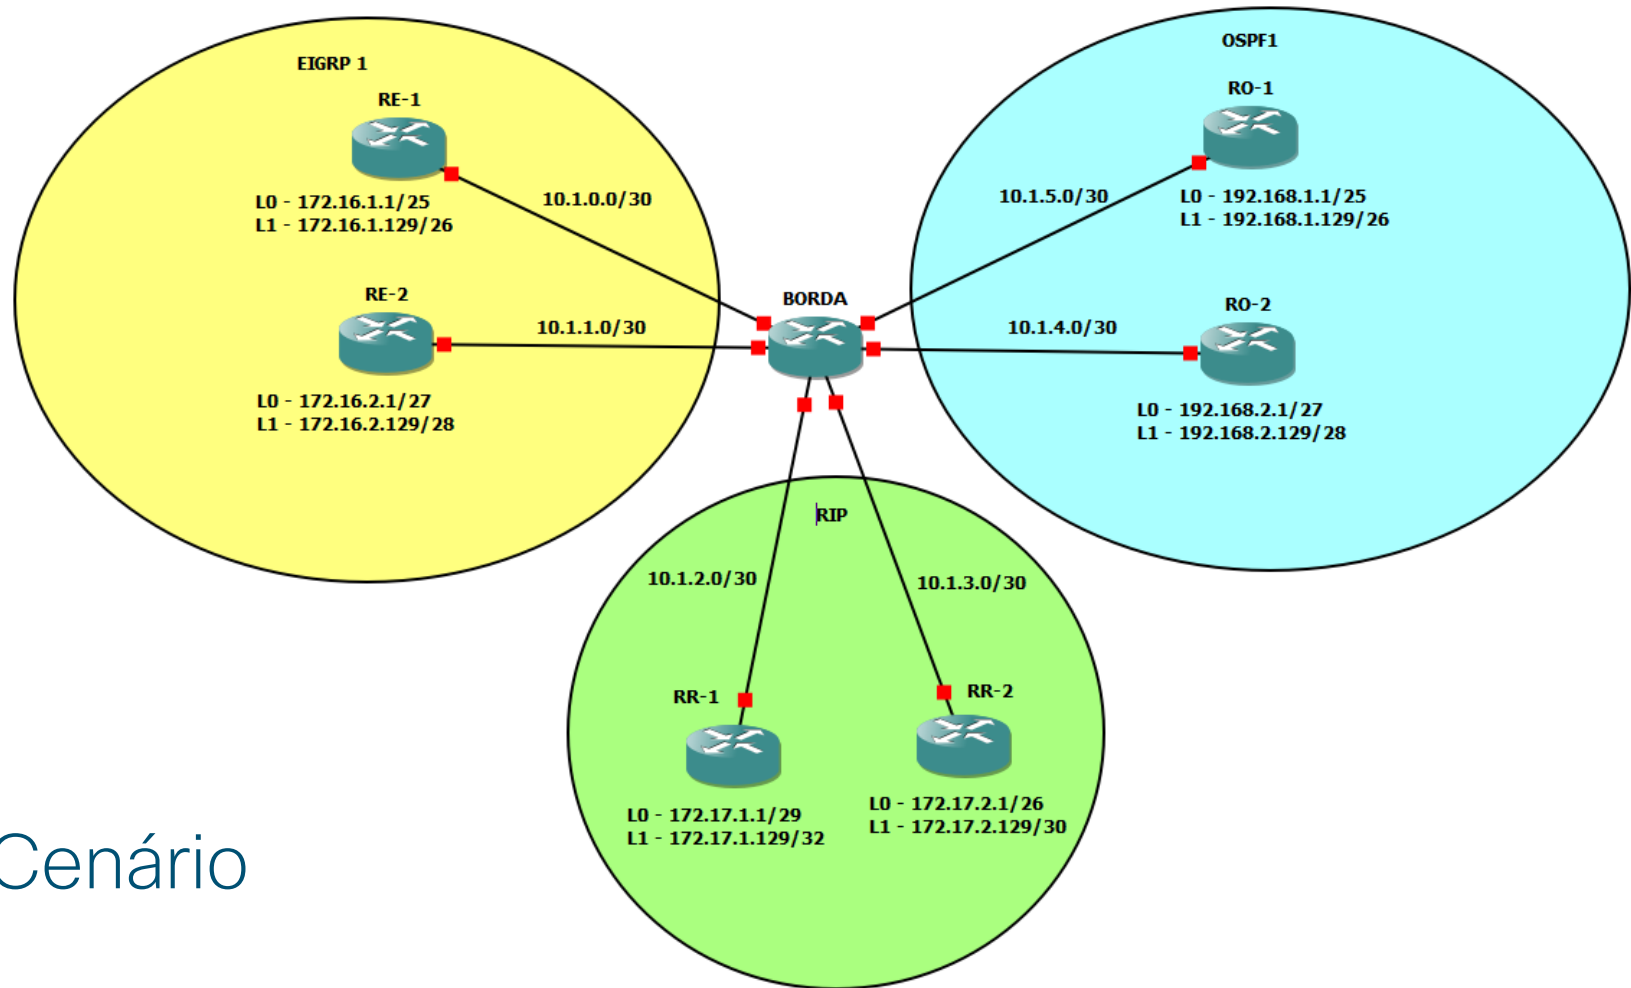 EIGRP 1
RE-1
L0 - 172.16.1.1/25
L1 - 172.16.1.129/26
10.1.0.0/30
RE-2
L0 - 172.16.2.1/27
L1 - 172.16.2.129/28
10.1.1.0/30
BORDA
OSPF1
RO-1
10.1.5.0/30
L0 - 192.168.1.1/25
L1 - 192.168.1.129/26
RO-2
10.1.4.0/30
L0 - 192.168.2.1/27
L1 - 192.168.2.129/28
RIP
10.1.2.0/30
10.1.3.0/30
RR-1
L0 - 172.17.1.1/29
L1 - 172.17.1.129/32
RR-2
L0 - 172.17.2.1/26
L1 - 172.17.2.129/30
Cenário